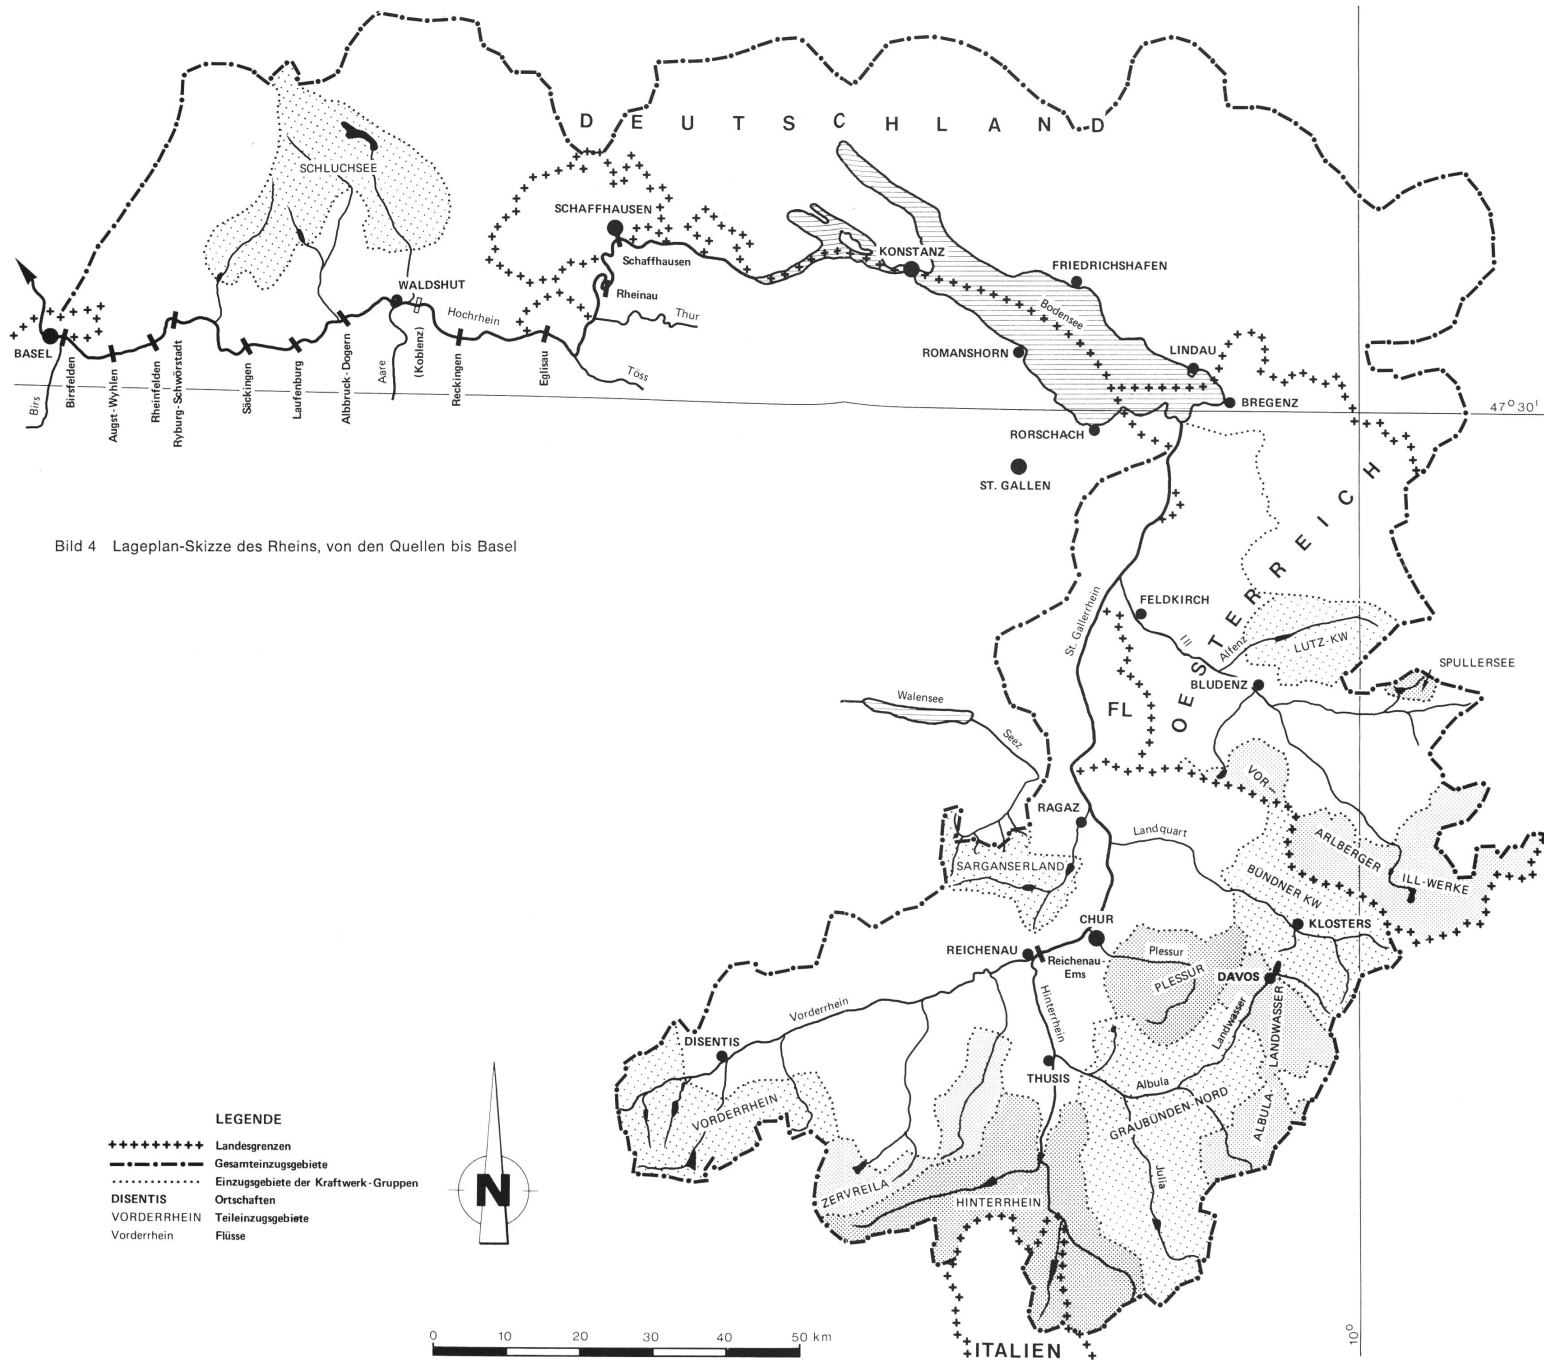 DEUTSCHLAND
SCHLUCHSEE
SCHAFFHAUSEN
Schaffhausen
KONSTANZ
FRIEDRICHSHAFEN
WALDSHUT
Rheinau
Bodensee
Hochrhein
Thur
BASEL
ROMANSHORN
LINDAU
Birs
Birsfelden
Augst-Wyhlen
Rheinfelden
Ryburg-Schwörstadt
Säckingen
Laufenburg
Albbruck-Dogern
Aare
(Koblenz)
Reckingen
Eglisau
Töss
BREGENZ
47° 30'
RORSCHACH
ST. GALLEN
OESTERREICH
Bild 4 Lageplan-Skizze des Rheins, von den Quellen bis Basel
St. Gallerrhein
FELDKIRCH
Ill
Alfenz
LUTZ-KW
SPULLERSEE
BLUDENZ
Walensee
FL
Seez
VOR-
RAGAZ
Landquart
ARLBERGER
SARGANSERLAND
BÜNDNER KW
ILL-WERKE
CHUR
KLOSTERS
REICHENAU
Reichenau-
Ems
Plessur
PLESSUR
DAVOS
Hinterrhein
Vorderrhein
Landwasser
LANDWASSER
DISENTIS
THUSIS
Albula
VORDERRHEIN
GRAUBÜNDEN-NORD
ALBULA-
Julia
ZERVREILA
HINTERRHEIN
LEGENDE
Landesgrenzen
Gesamteinzugsgebiete
Einzugsgebiete der Kraftwerk-Gruppen
DISENTIS Ortschaften
VORDERRHEIN Teileinzugsgebiete
Vorderrhein Flüsse
N
0 10 20 30 40 50 km
ITALIEN
10°